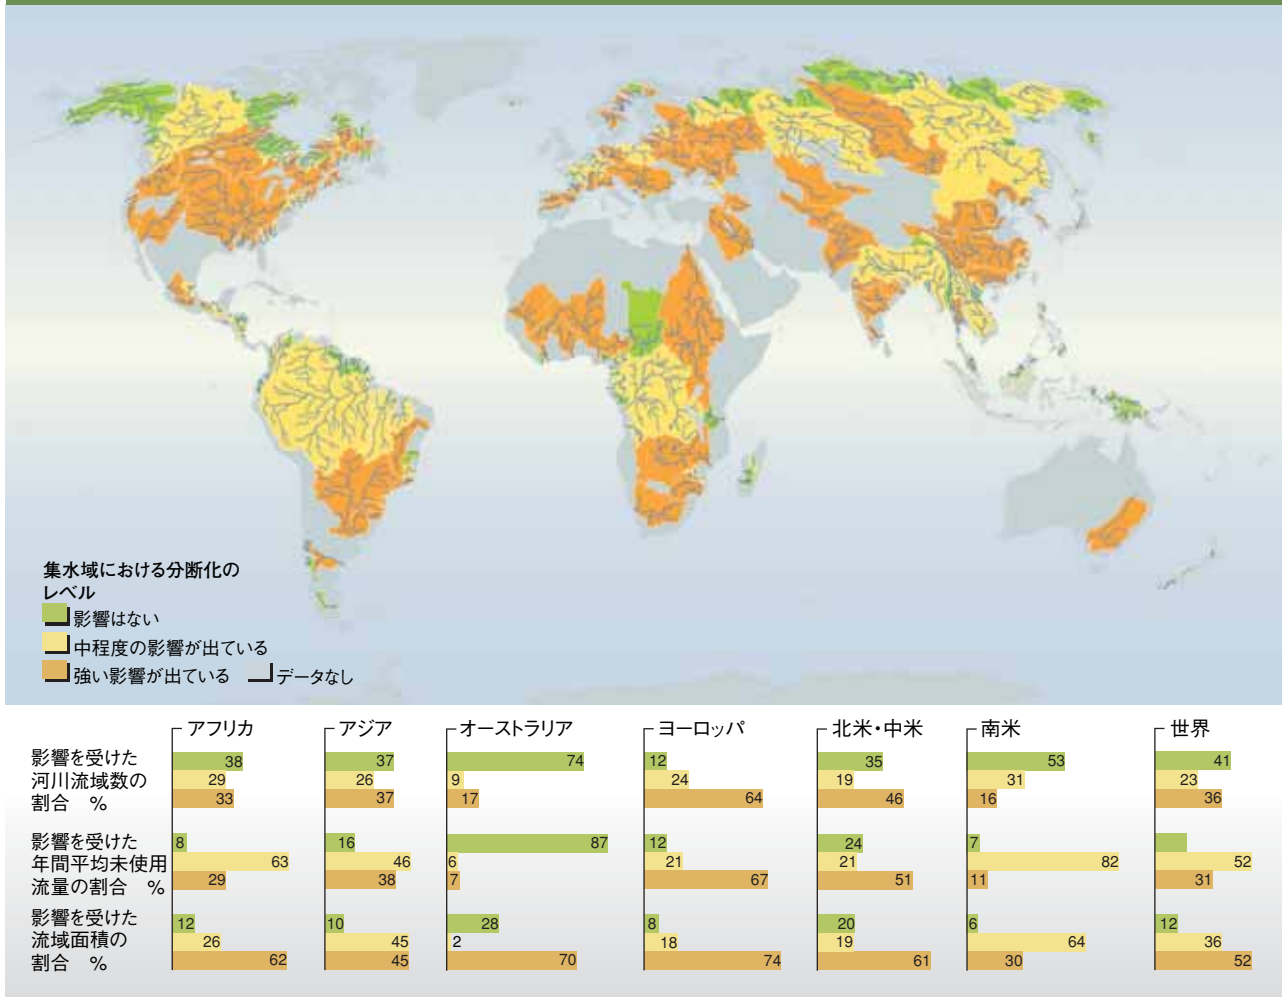 集水域における分断化の
レベル
影響はない
中程度の影響が出ている
強い影響が出ている データなし
アフリカ アジア オーストラリア ヨーロッパ 北米・中米 南米 世界
影響を受けた
河川流域数の
割合 %
38 37 74 12 35 53 41
29 26 9 24 19 31 23
33 37 17 64 46 16 36
影響を受けた
年間平均未使用
流量の割合 %
8 16 87 12 24 7
63 46 6 21 21 82 52
29 38 7 67 51 11 31
影響を受けた
流域面積の
割合 %
12 10 28 8 20 6 12
26 45 2 18 19 64 36
62 45 70 74 61 30 52